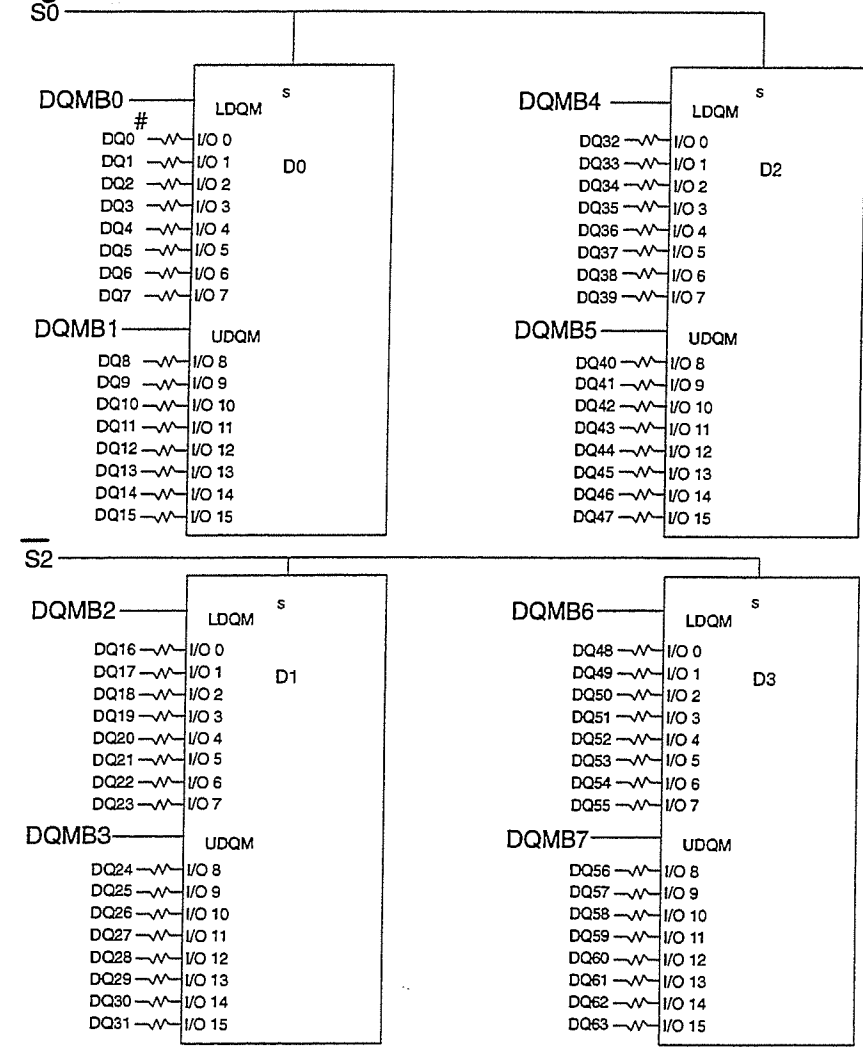 S0
S
DQMB0
LDQM
#
DQ0 I/O 0
DQ1 I/O 1
D0
DQ2 I/O 2
DQ3 I/O 3
DQ4 I/O 4
DQ5 I/O 5
DQ6 I/O 6
DQ7 I/O 7
DQMB1
UDQM
DQ8 I/O 8
DQ9 I/O 9
DQ10 I/O 10
DQ11 I/O 11
DQ12 I/O 12
DQ13 I/O 13
DQ14 I/O 14
DQ15 I/O 15
S
DQMB4
LDQM
DQ32 I/O 0
DQ33 I/O 1
D2
DQ34 I/O 2
DQ35 I/O 3
DQ36 I/O 4
DQ37 I/O 5
DQ38 I/O 6
DQ39 I/O 7
DQMB5
UDQM
DQ40 I/O 8
DQ41 I/O 9
DQ42 I/O 10
DQ43 I/O 11
DQ44 I/O 12
DQ45 I/O 13
DQ46 I/O 14
DQ47 I/O 15
S2
S
DQMB2
LDQM
DQ16 I/O 0
DQ17 I/O 1
D1
DQ18 I/O 2
DQ19 I/O 3
DQ20 I/O 4
DQ21 I/O 5
DQ22 I/O 6
DQ23 I/O 7
DQMB3
UDQM
DQ24 I/O 8
DQ25 I/O 9
DQ26 I/O 10
DQ27 I/O 11
DQ28 I/O 12
DQ29 I/O 13
DQ30 I/O 14
DQ31 I/O 15
S
DQMB6
LDQM
DQ48 I/O 0
DQ49 I/O 1
D3
DQ50 I/O 2
DQ51 I/O 3
DQ52 I/O 4
DQ53 I/O 5
DQ54 I/O 6
DQ55 I/O 7
DQMB7
UDQM
DQ56 I/O 8
DQ57 I/O 9
DQ58 I/O 10
DQ59 I/O 11
DQ60 I/O 12
DQ61 I/O 13
DQ62 I/O 14
DQ63 I/O 15